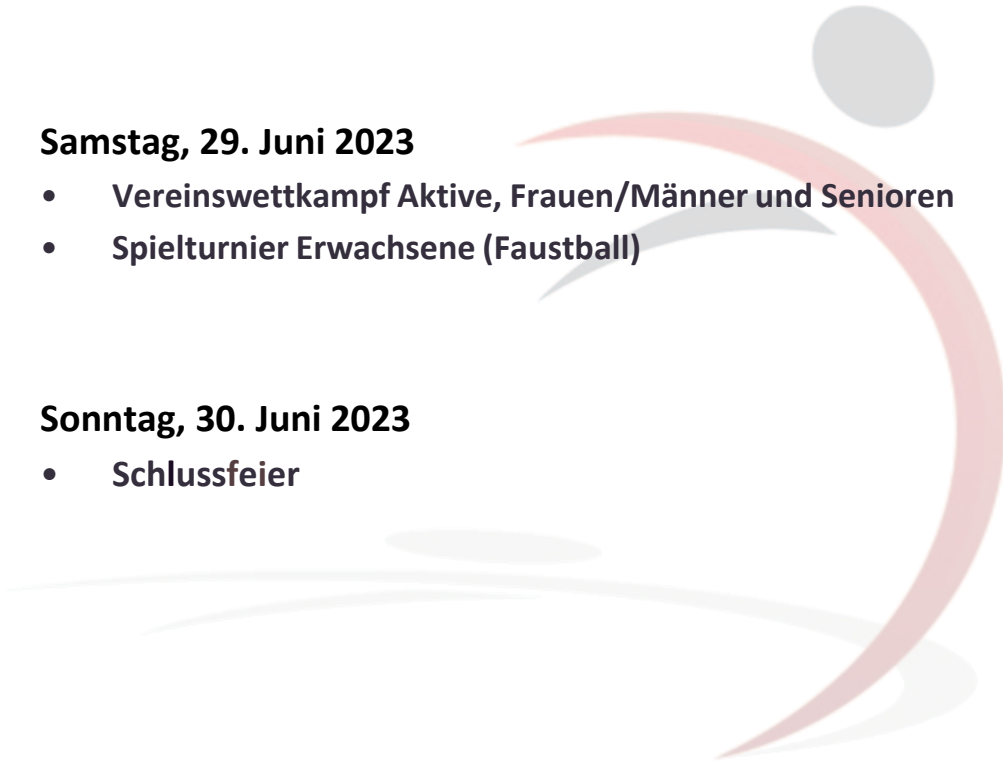 Samstag, 29. Juni 2023
• Vereinswettkampf Aktive, Frauen/Männer und Senioren
• Spielturnier Erwachsene (Faustball)
Sonntag, 30. Juni 2023
• Schlussfeier